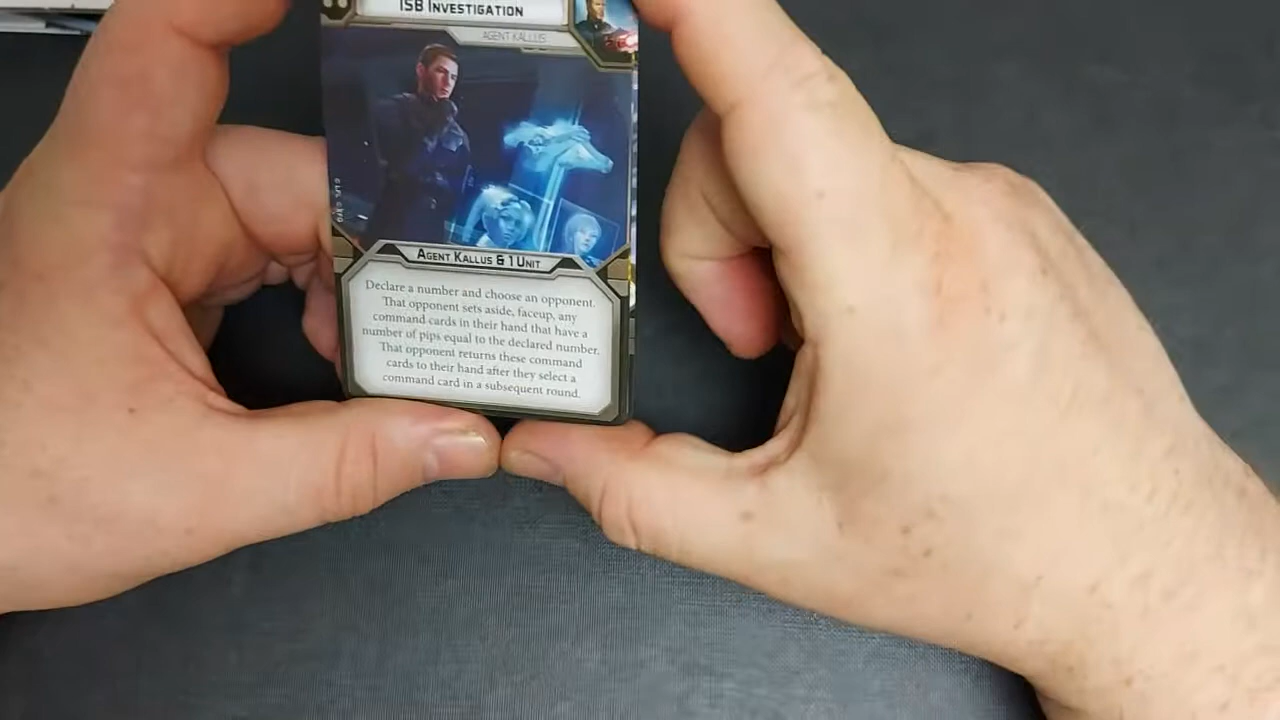 ISB INVESTIGATION
AGENT KALLUS
AGENT KALLUS & 1 UNIT
Declare a number and choose an opponent.
That opponent sets aside, faceup, any
command cards in their hand that have a
number of pips equal to the declared number.
That opponent returns these command
cards to their hand after they select a
command card in a subsequent round.